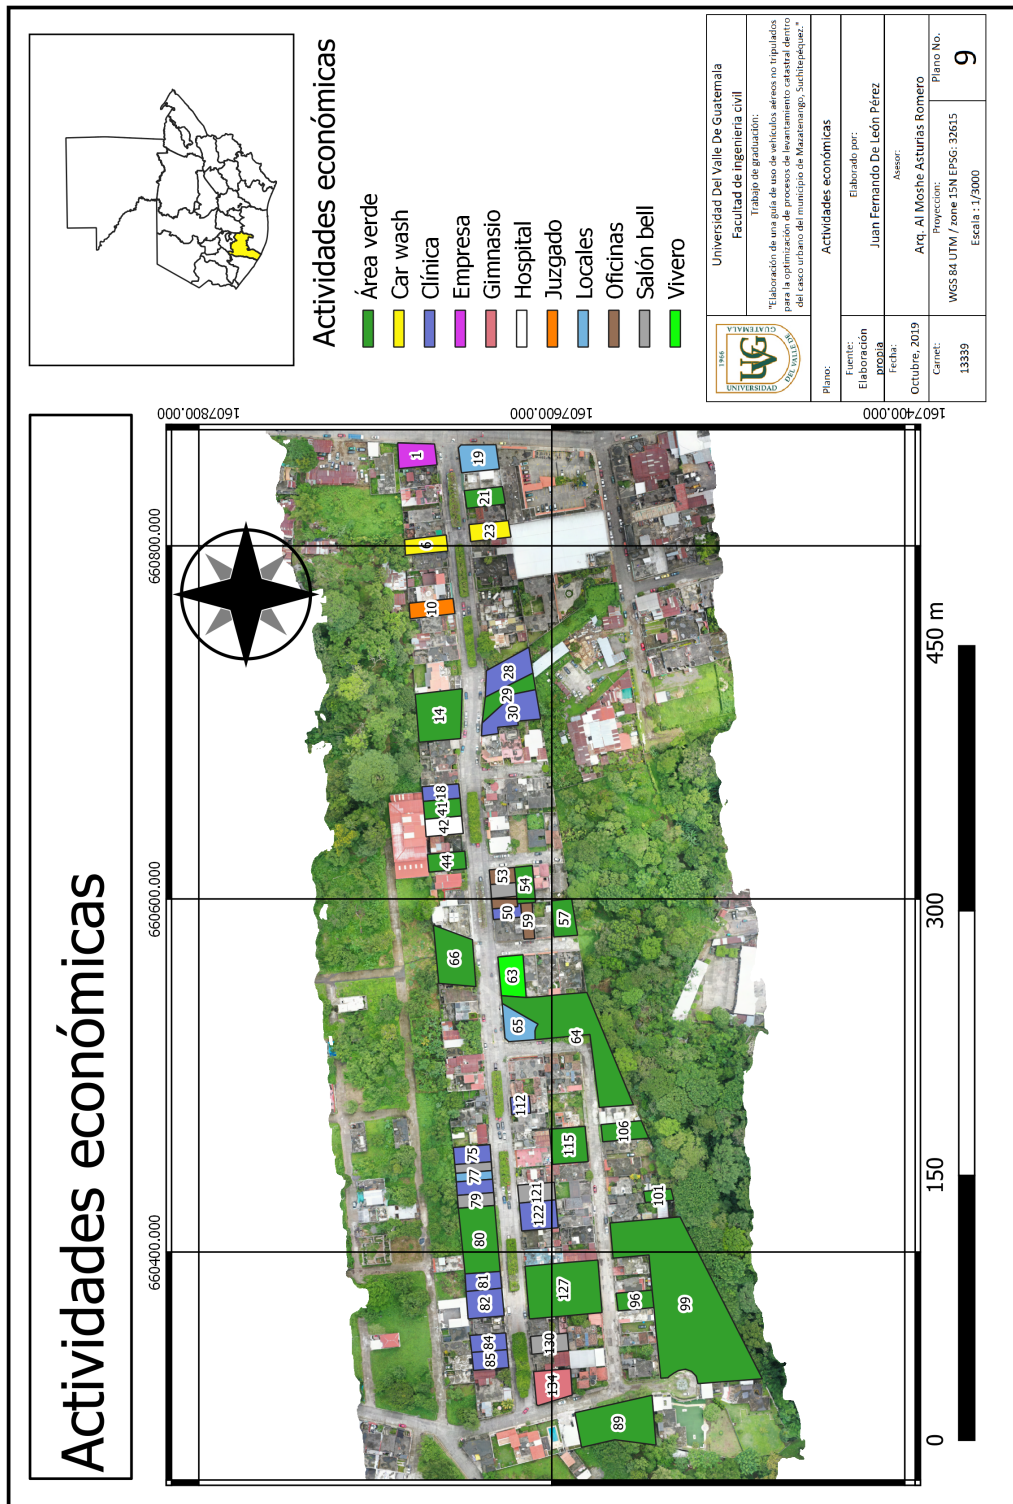 Actividades económicas
Actividades económicas
Área verde
Car wash
Clínica
Empresa
Gimnasio
Hospital
Juzgado
Locales
Oficinas
Salón bell
Vivero
660400.000
660600.000
660800.000
1607800.000
1607600.000
1607400.000
1
6
10
14
18
41
42
44
66
75
77
79
80
81
82
84
85
19
21
23
28
29
30
53
54
50
59
57
63
65
64
112
115
106
121
122
101
127
96
99
130
134
89
0
150
300
450 m
1966
UNIVERSIDAD
DEL VALLE DE
GUATEMALA
UVG
Universidad Del Valle De Guatemala
Facultad de ingenieria civil
Trabajo de graduación:
"Elaboración de una guía de uso de vehículos aéreos no tripulados
para la optimización de procesos de levantamiento catastral dentro
del casco urbano del municipio de Mazatenango, Suchitepéquez."
Plano:
Actividades económicas
Fuente:
Elaboración
propia
Elaborado por:
Juan Fernando De León Pérez
Fecha:
Octubre, 2019
Asesor:
Arq. Al Moshe Asturias Romero
Carnet:
13339
Proyeccion:
WGS 84 UTM / zone 15N EPSG: 32615
Escala : 1/3000
Plano No.
9